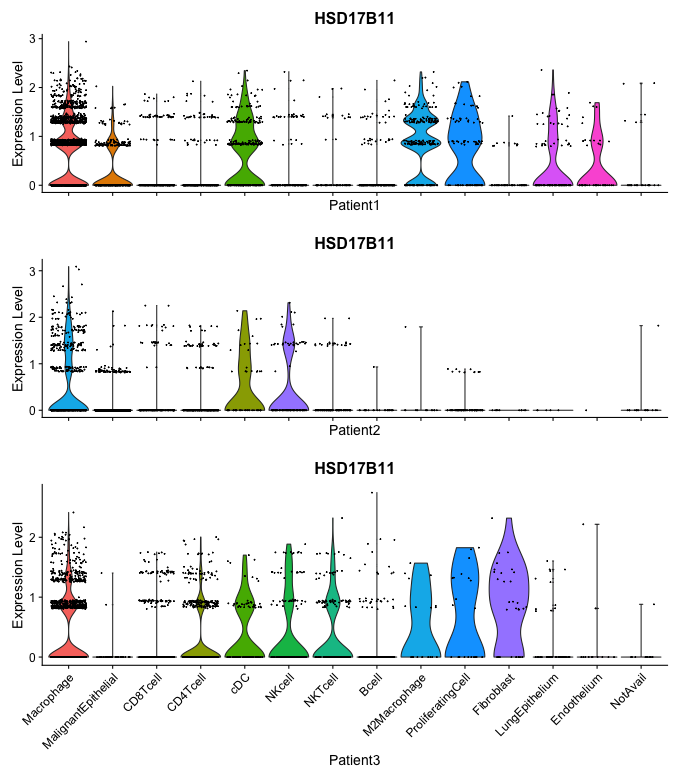 HSD17B11
Expression Level
3
2
1
0
Patient1
HSD17B11
Expression Level
3
2
1
0
Patient2
HSD17B11
Expression Level
2
1
0
Macrophage
MalignantEpithelial
CD8Tcell
CD4Tcell
cDC
NKcell
NKTcell
Bcell
M2Macrophage
ProliferatingCell
Fibroblast
LungEpithelium
Endothelium
NotAvail
Patient3